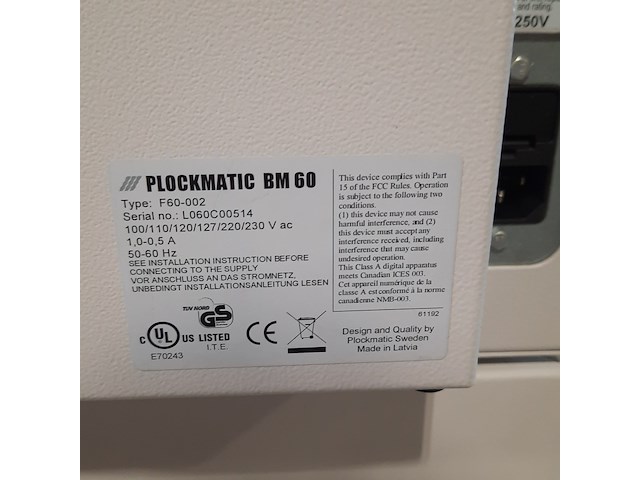 and rating.
250V
PLOCKMATIC BM 60
Type: F60-002
Serial no.: L060C00514
100/110/120/127/220/230 V ac
1,0-0,5 A
50-60 Hz
SEE INSTALLATION INSTRUCTION BEFORE
CONNECTING TO THE SUPPLY
VOR ANSCHLUSS AN DAS STROMNETZ,
UNBEDINGT INSTALLATIONSANLEITUNG LESEN
This device complies with Part
15 of the FCC Rules. Operation
is subject to the following two
conditions.
(1) this device may not cause
harmful interference, and (2)
this device must accept any
interference received, including
interference that may cause
undesired operation.
This Class A digital apparatus
meets Canadian ICES 003.
Cet appareil numérique de la
classe A est conforme à la norme
canadienne NMB-003.
61192
TUV NORD
GS
C UL US LISTED
I.T.E.
E70243
CE
Design and Quality by
Plockmatic Sweden
Made in Latvia